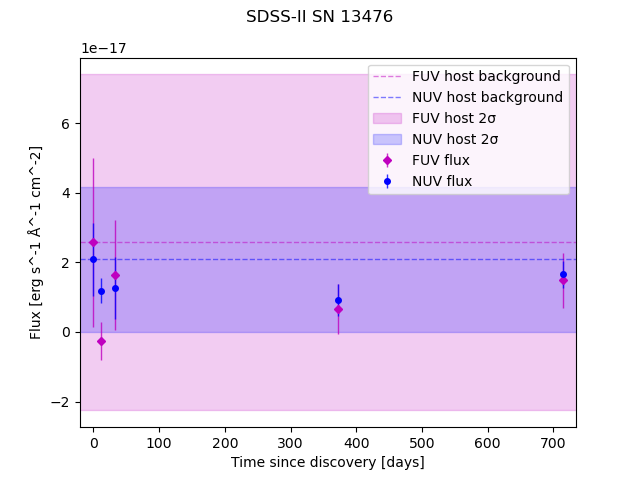 SDSS-II SN 13476
1e−17
FUV host background
NUV host background
FUV host 2σ
NUV host 2σ
FUV flux
NUV flux
6
4
2
0
−2
Flux [erg s^-1 Å^-1 cm^-2]
0 100 200 300 400 500 600 700
Time since discovery [days]